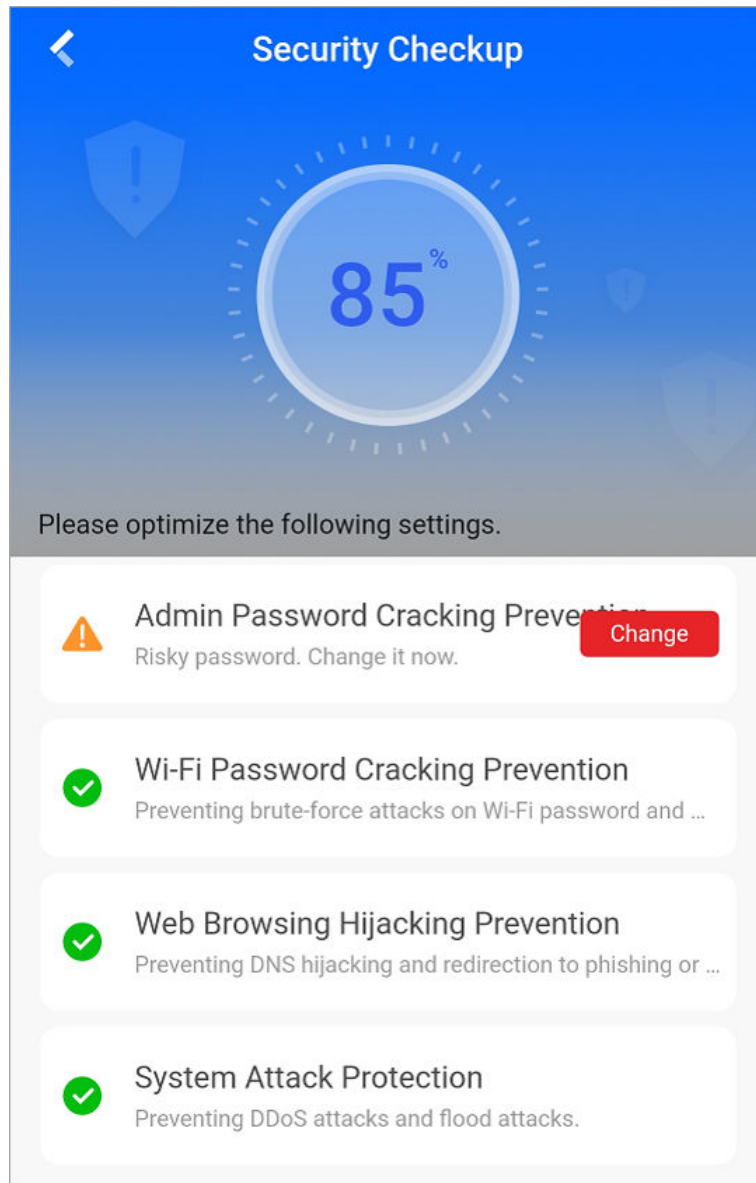 Security Checkup
85%
Please optimize the following settings.
Admin Password Cracking Preve
Change
Risky password. Change it now.
Wi-Fi Password Cracking Prevention
Preventing brute-force attacks on Wi-Fi password and ...
Web Browsing Hijacking Prevention
Preventing DNS hijacking and redirection to phishing or ...
System Attack Protection
Preventing DDoS attacks and flood attacks.